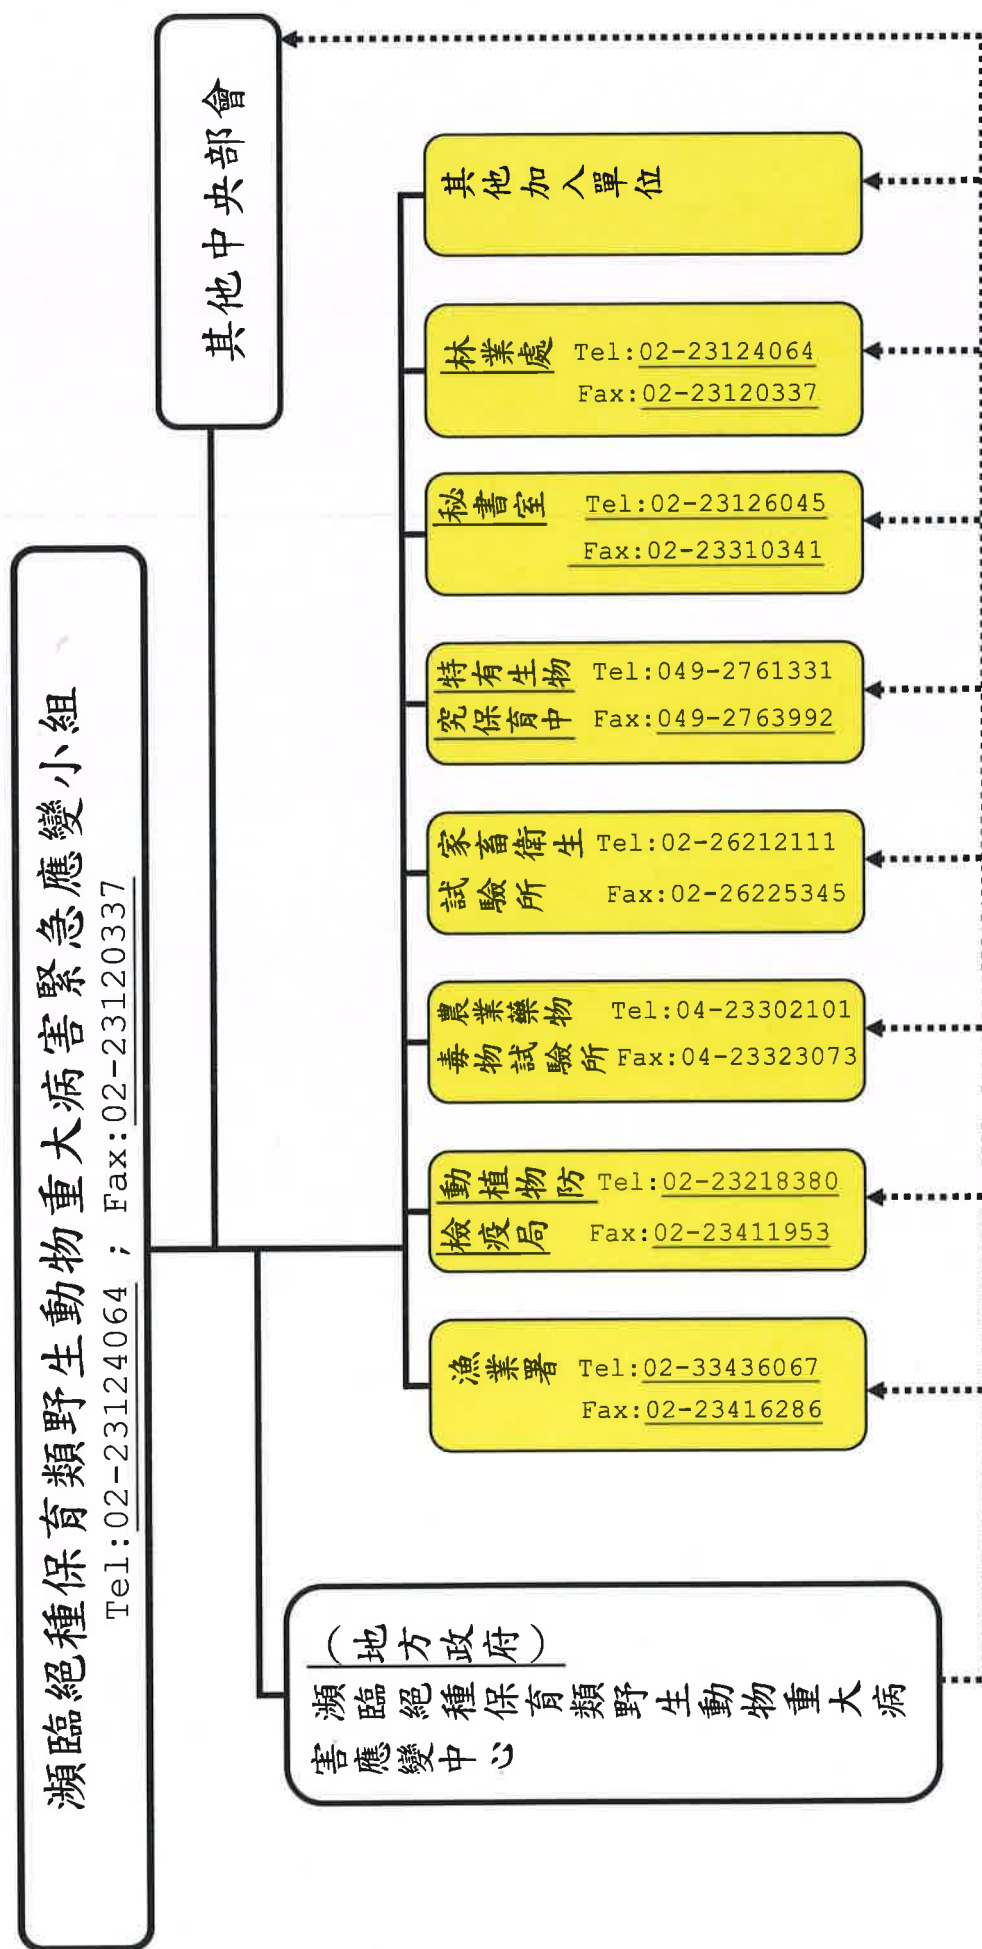 瀕臨絕種保育類野生動物重大病害緊急應變小組
Tel:02-23124064 ; Fax:02-23120337
其他中央部會
(地方政府)
瀕臨絕種保育類野生動物重大病
害應變中心
漁業署 Tel:02-33436067
Fax:02-23416286
動植物防 Tel:02-23218380
檢疫局 Fax:02-23411953
農業藥物 Tel:04-23302101
毒物試驗所 Fax:04-23323073
家畜衛生 Tel:02-26212111
試驗所 Fax:02-26225345
特有生物 Tel:049-2761331
究保育中 Fax:049-2763992
秘書室 Tel:02-23126045
Fax:02-23310341
林業處 Tel:02-23124064
Fax:02-23120337
其他加入單位